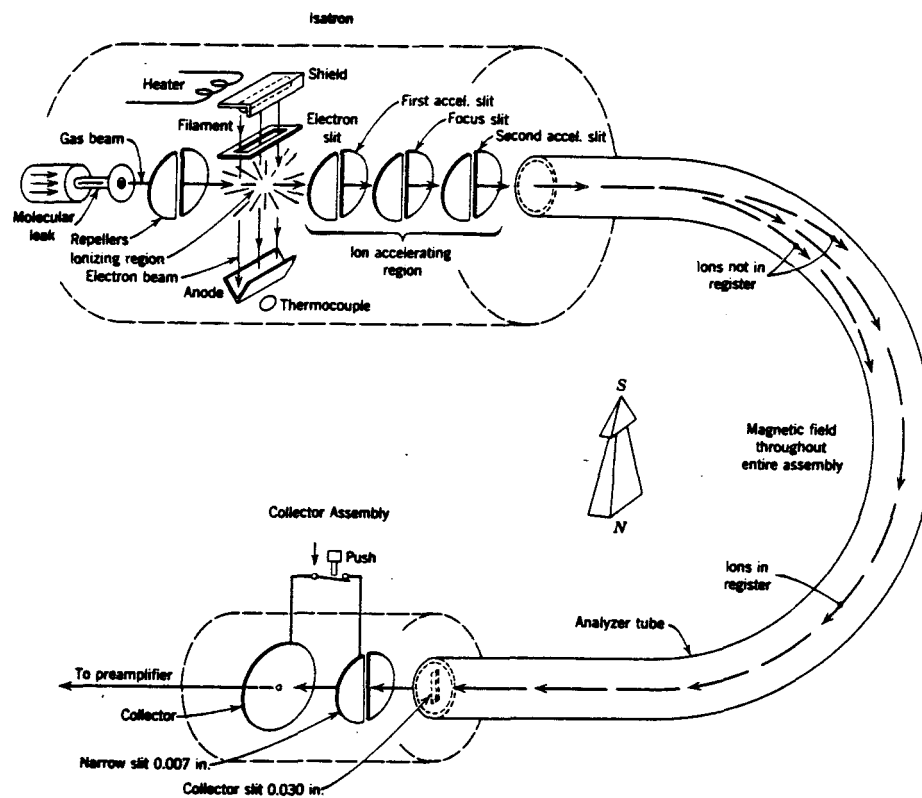 Isatron
Heater
Shield
Filament
Electron
slit
First accel. slit
Focus slit
Second accel. slit
Gas beam
Molecular
leak
Repellers
Ionizing region
Electron beam
Anode
Thermocouple
Ion accelerating
region
Ions not in
register
S
N
Magnetic field
throughout
entire assembly
Collector Assembly
Push
Ions in
register
Analyzer tube
To preamplifier
Collector
Narrow slit 0.007 in.
Collector slit 0.030 in.